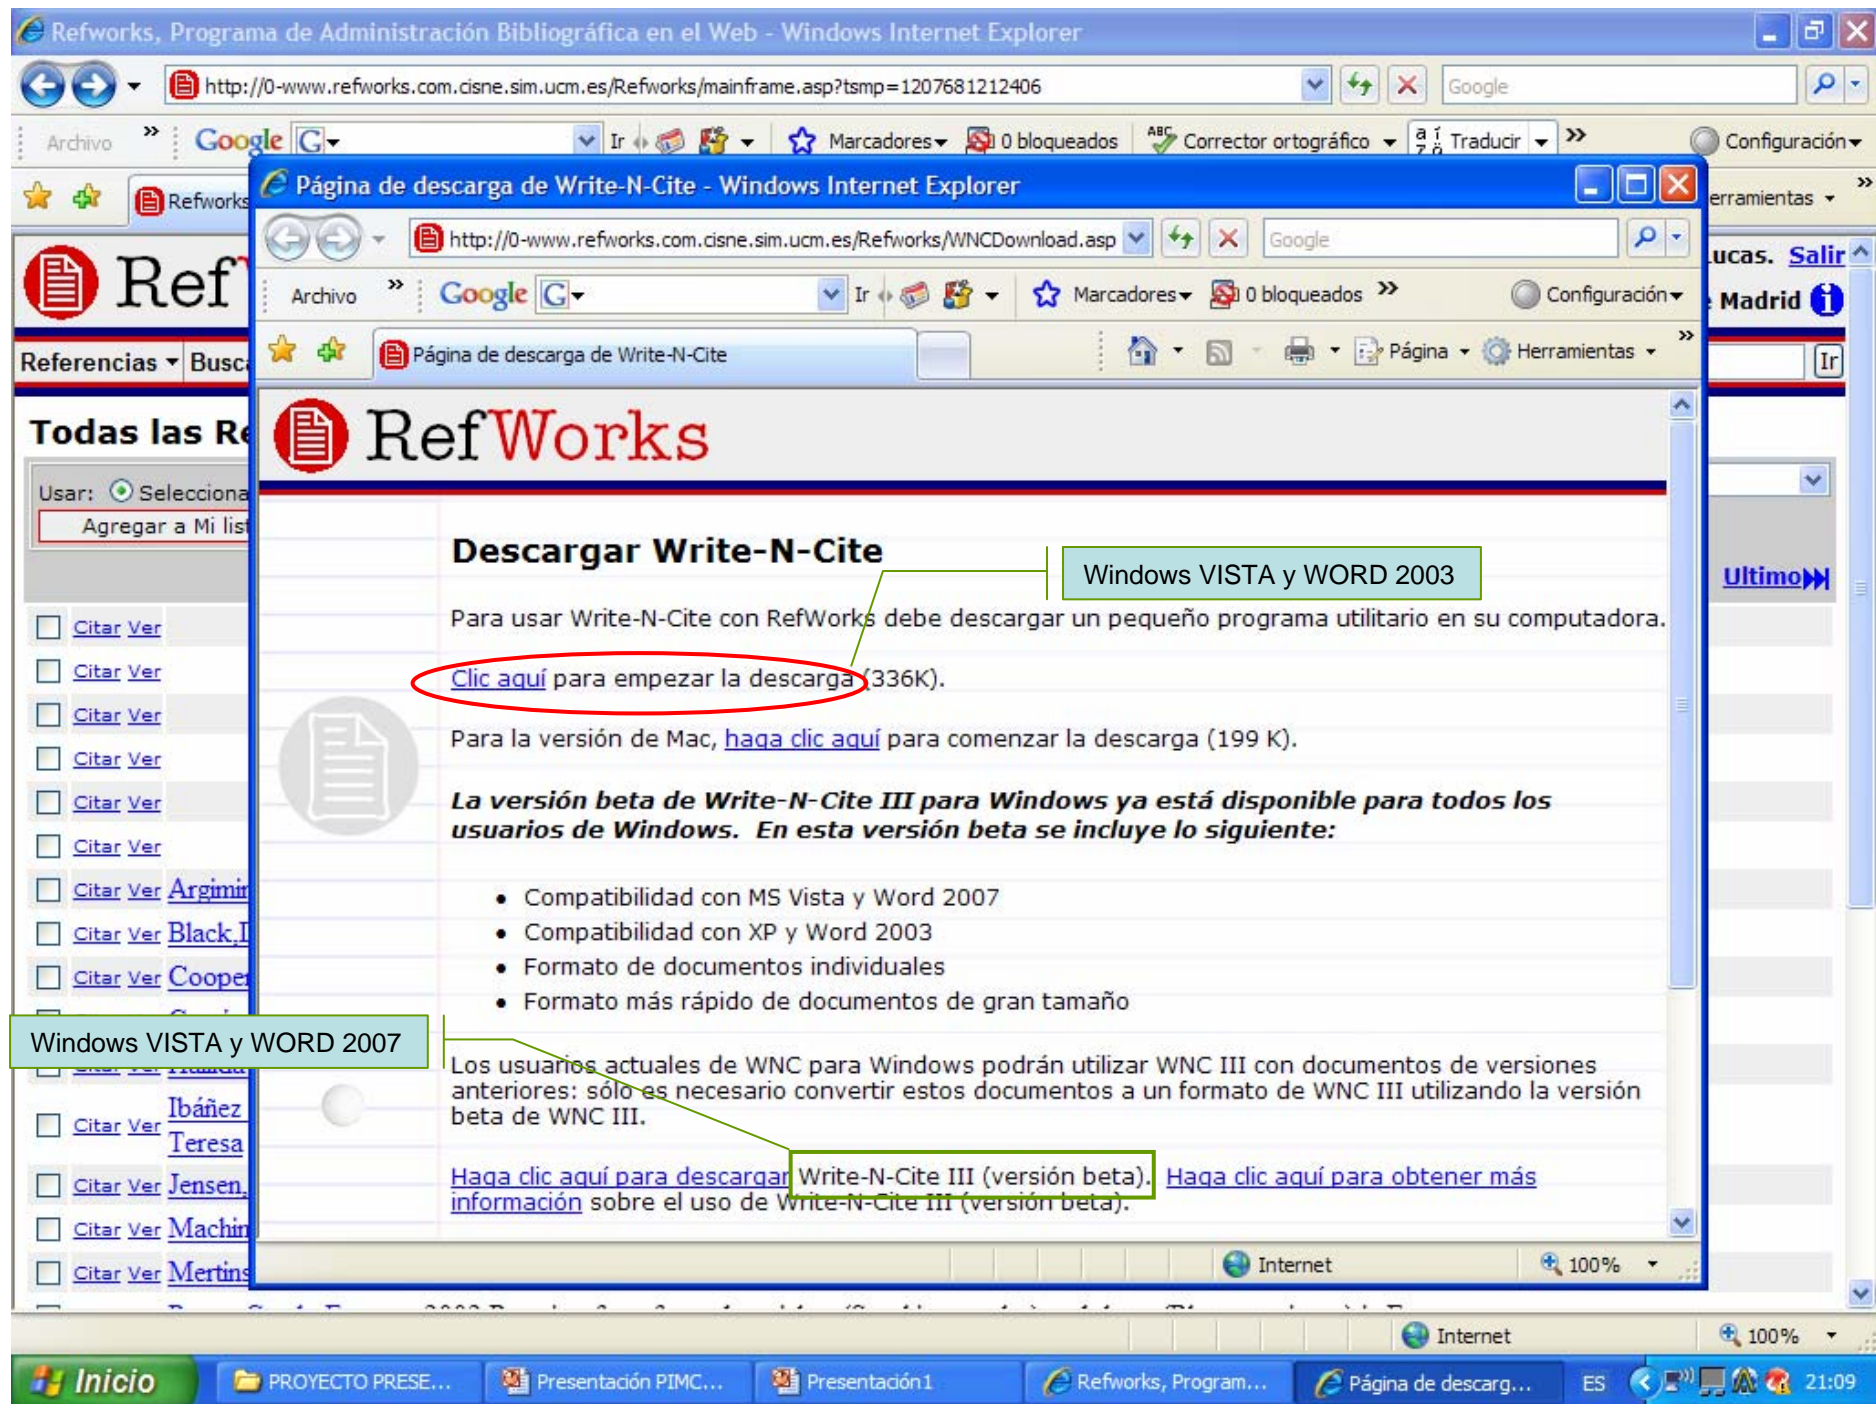 Refworks, Programa de Administración Bibliográfica en el Web - Windows Internet Explorer
http://0-www.refworks.com.cisne.sim.ucm.es/Refworks/mainframe.asp?tsmp=1207681212406
Google
Archivo » Google G Ir Marcadores 0 bloqueados Corrector ortográfico Traducir » Configuración
Refworks
erramientas »
Ref
ucas. Salir
Madrid
Referencias Busca
Ir
Todas las Re
Usar: Selecciona
Agregar a Mi list
Ultimo
Citar Ver
Citar Ver
Citar Ver
Citar Ver
Citar Ver
Citar Ver
Citar Ver Argimir
Citar Ver Black,
Citar Ver Cooper
Citar Ver
Ibáñez
Citar Ver
Teresa
Citar Ver Jensen,
Citar Ver Machin
Citar Ver Mertins
Página de descarga de Write-N-Cite - Windows Internet Explorer
http://0-www.refworks.com.cisne.sim.ucm.es/Refworks/WNCDownload.asp
Google
Archivo » Google G Ir Marcadores 0 bloqueados » Configuración
Página de descarga de Write-N-Cite
Página Herramientas »
RefWorks
Descargar Write-N-Cite
Windows VISTA y WORD 2003
Para usar Write-N-Cite con RefWorks debe descargar un pequeño programa utilitario en su computadora.
Clic aquí para empezar la descarga (336K).
Para la versión de Mac, haga clic aquí para comenzar la descarga (199 K).
La versión beta de Write-N-Cite III para Windows ya está disponible para todos los
usuarios de Windows. En esta versión beta se incluye lo siguiente:
• Compatibilidad con MS Vista y Word 2007
• Compatibilidad con XP y Word 2003
• Formato de documentos individuales
• Formato más rápido de documentos de gran tamaño
Windows VISTA y WORD 2007
Los usuarios actuales de WNC para Windows podrán utilizar WNC III con documentos de versiones
anteriores: sólo es necesario convertir estos documentos a un formato de WNC III utilizando la versión
beta de WNC III.
Haga clic aquí para descargar Write-N-Cite III (versión beta). Haga clic aquí para obtener más
información sobre el uso de Write-N-Cite III (versión beta).
Internet 100%
Internet 100%
Inicio PROYECTO PRESE... Presentación PIMC... Presentación1 Refworks, Program... Página de descarg... ES 21:09